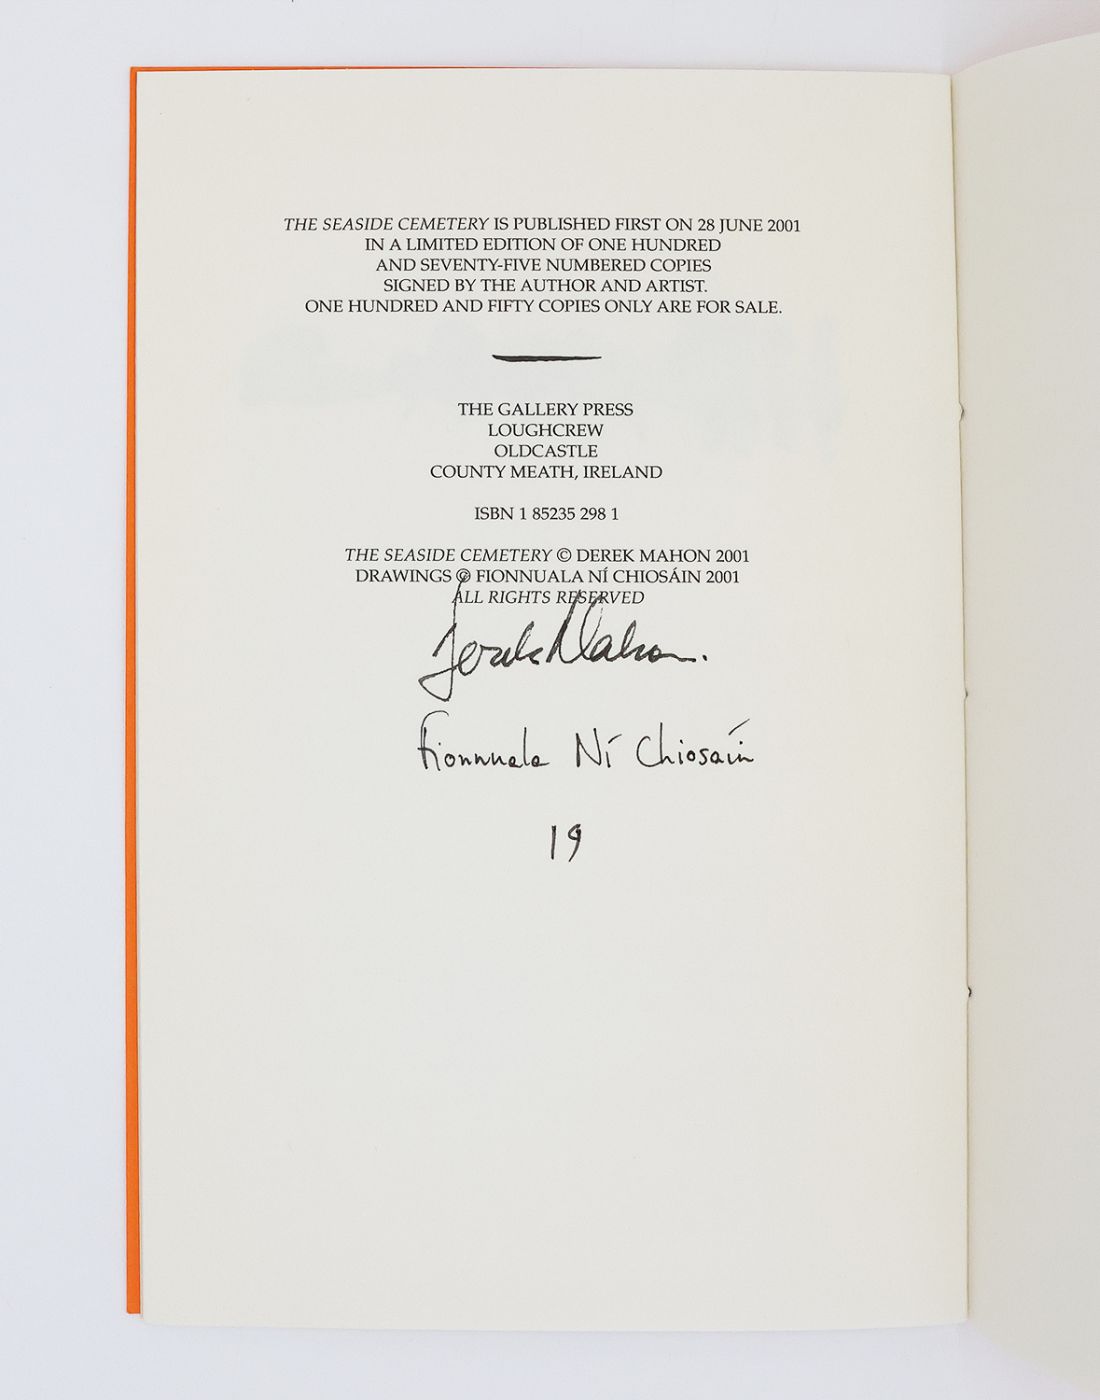 THE SEASIDE CEMETERY IS PUBLISHED FIRST ON 28 JUNE 2001
IN A LIMITED EDITION OF ONE HUNDRED
AND SEVENTY-FIVE NUMBERED COPIES
SIGNED BY THE AUTHOR AND ARTIST.
ONE HUNDRED AND FIFTY COPIES ONLY ARE FOR SALE.
THE GALLERY PRESS
LOUGHCREW
OLDCASTLE
COUNTY MEATH, IRELAND
ISBN 1 85235 298 1
THE SEASIDE CEMETERY © DEREK MAHON 2001
DRAWINGS © FIONNUALA NÍ CHIOSÁIN 2001
ALL RIGHTS RESERVED
Derek Mahon.
Fionnuala Ní Chiosáin
19